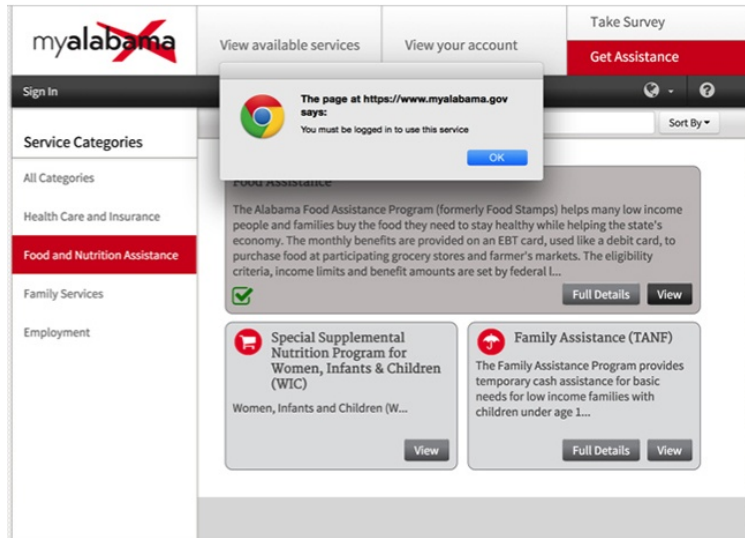 myalabama
View available services
View your account
Take Survey
Get Assistance
Sign In
The page at https://www.myalabama.gov
says:
You must be logged in to use this service
OK
Sort By
Service Categories
All Categories
Health Care and Insurance
Food and Nutrition Assistance
Family Services
Employment
Food Assistance
The Alabama Food Assistance Program (formerly Food Stamps) helps many low income
people and families buy the food they need to stay healthy while helping the state's
economy. The monthly benefits are provided on an EBT card, used like a debit card, to
purchase food at participating grocery stores and farmer's markets. The eligibility
criteria, income limits and benefit amounts are set by federal l...
Full Details
View
Special Supplemental
Nutrition Program for
Women, Infants & Children
(WIC)
Women, Infants and Children (W...
View
Family Assistance (TANF)
The Family Assistance Program provides
temporary cash assistance for basic
needs for low income families with
children under age 1...
Full Details
View